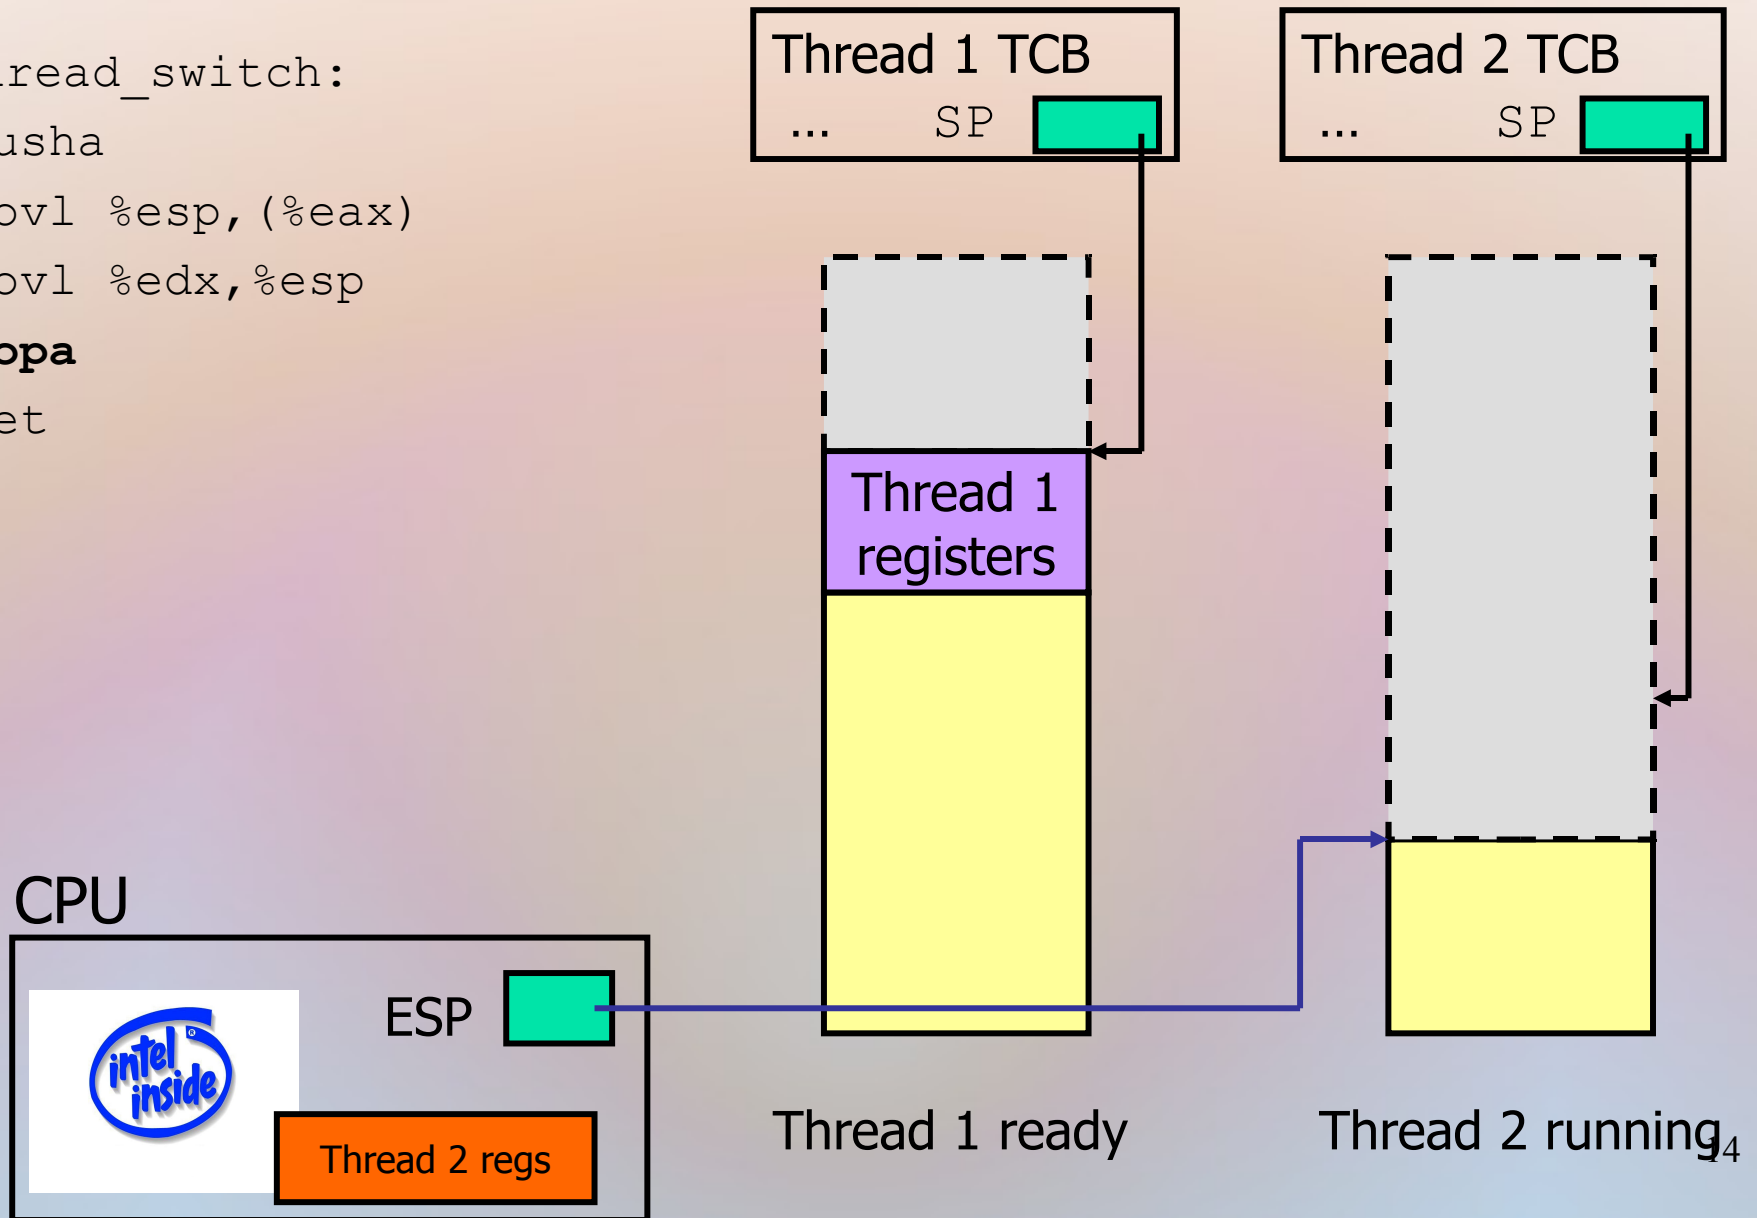 read_switch:
usha
ovl %esp,(%eax)
ovl %edx,%esp
opa
et
Thread 1 TCB
... SP
Thread 2 TCB
... SP
Thread 1
registers
CPU
ESP
intel
inside
®
Thread 2 regs
Thread 1 ready
Thread 2 running
14